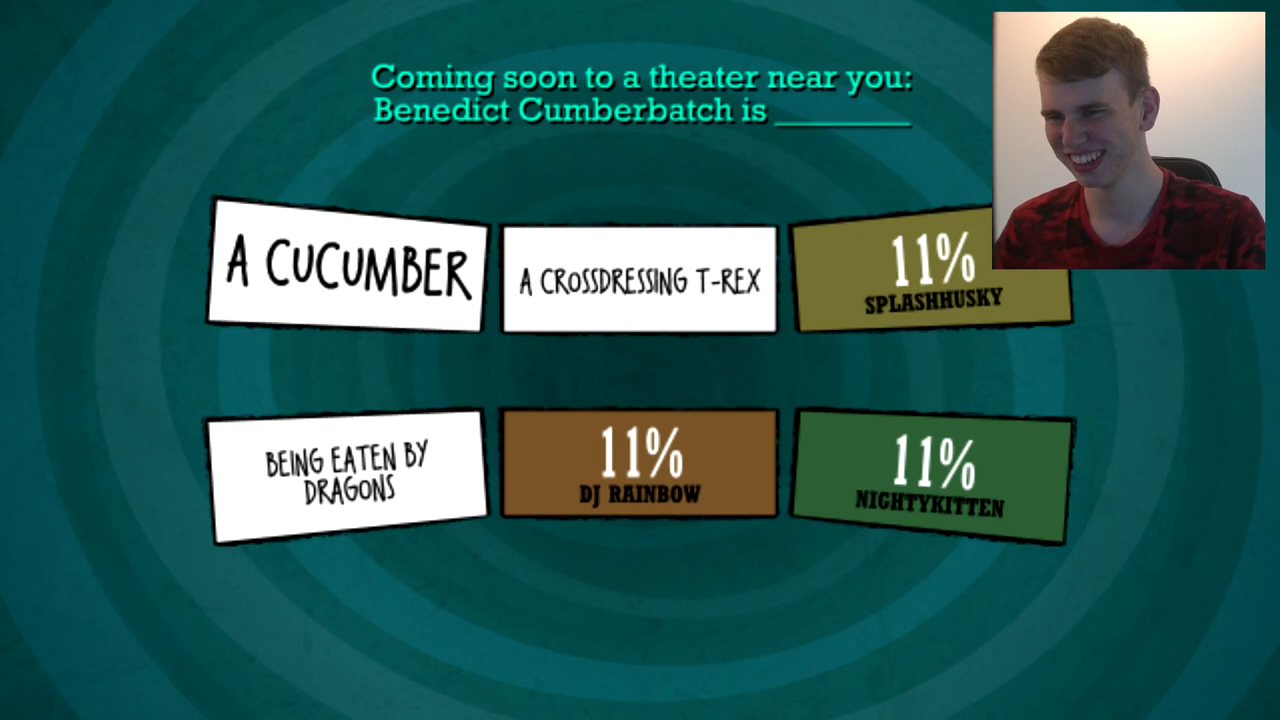 Coming soon to a theater near you:
Benedict Cumberbatch is _________
A CUCUMBER
A CROSSDRESSING T-REX
11%
SPLASHHUSKY
BEING EATEN BY
DRAGONS
11%
DJ RAINBOW
11%
NIGHTYKITTEN